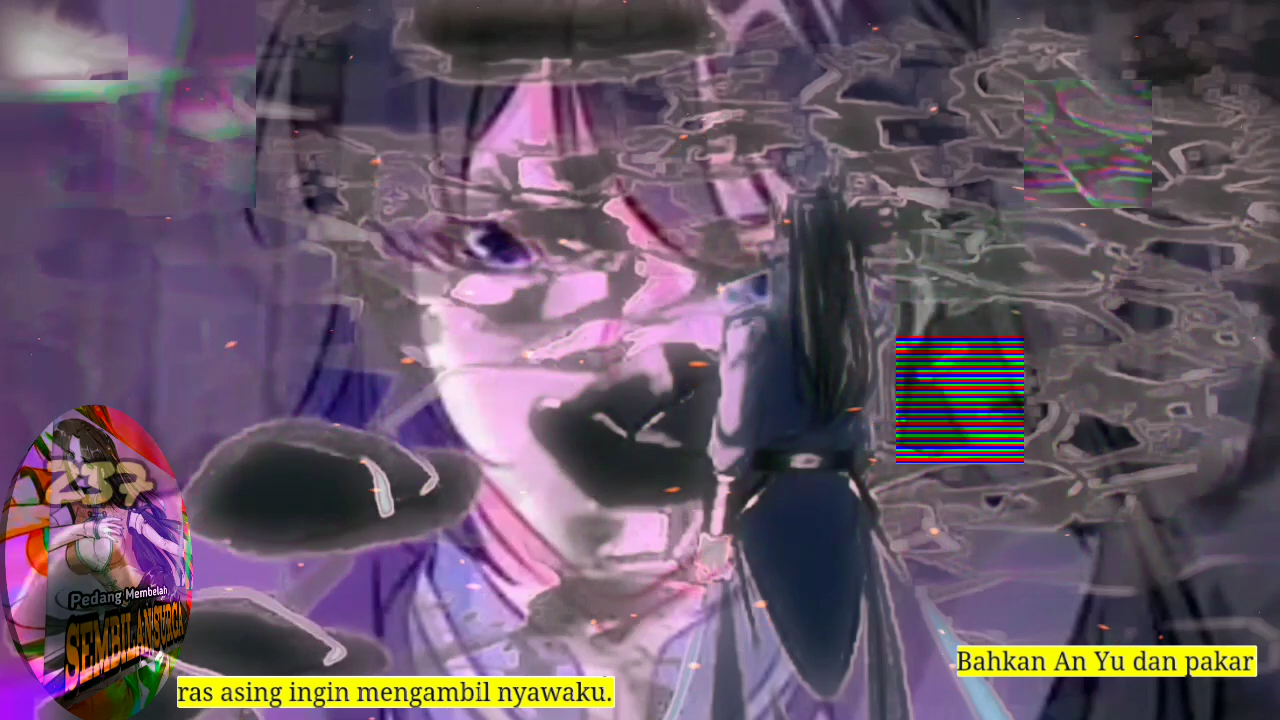 237
Pedang Membelah
SEMBILAN SURGA
ras asing ingin mengambil nyawaku.
Bahkan An Yu dan pakar